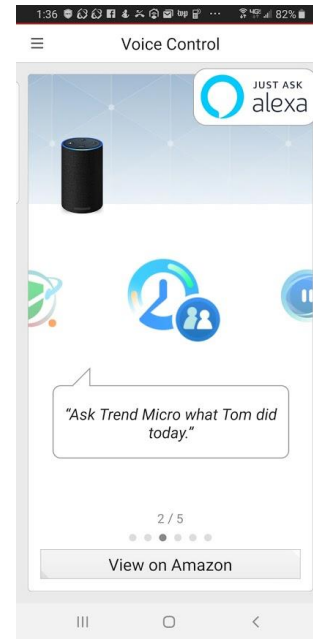 1:36
82%
Voice Control
JUST ASK
alexa
"Ask Trend Micro what Tom did
today."
2 / 5
View on Amazon